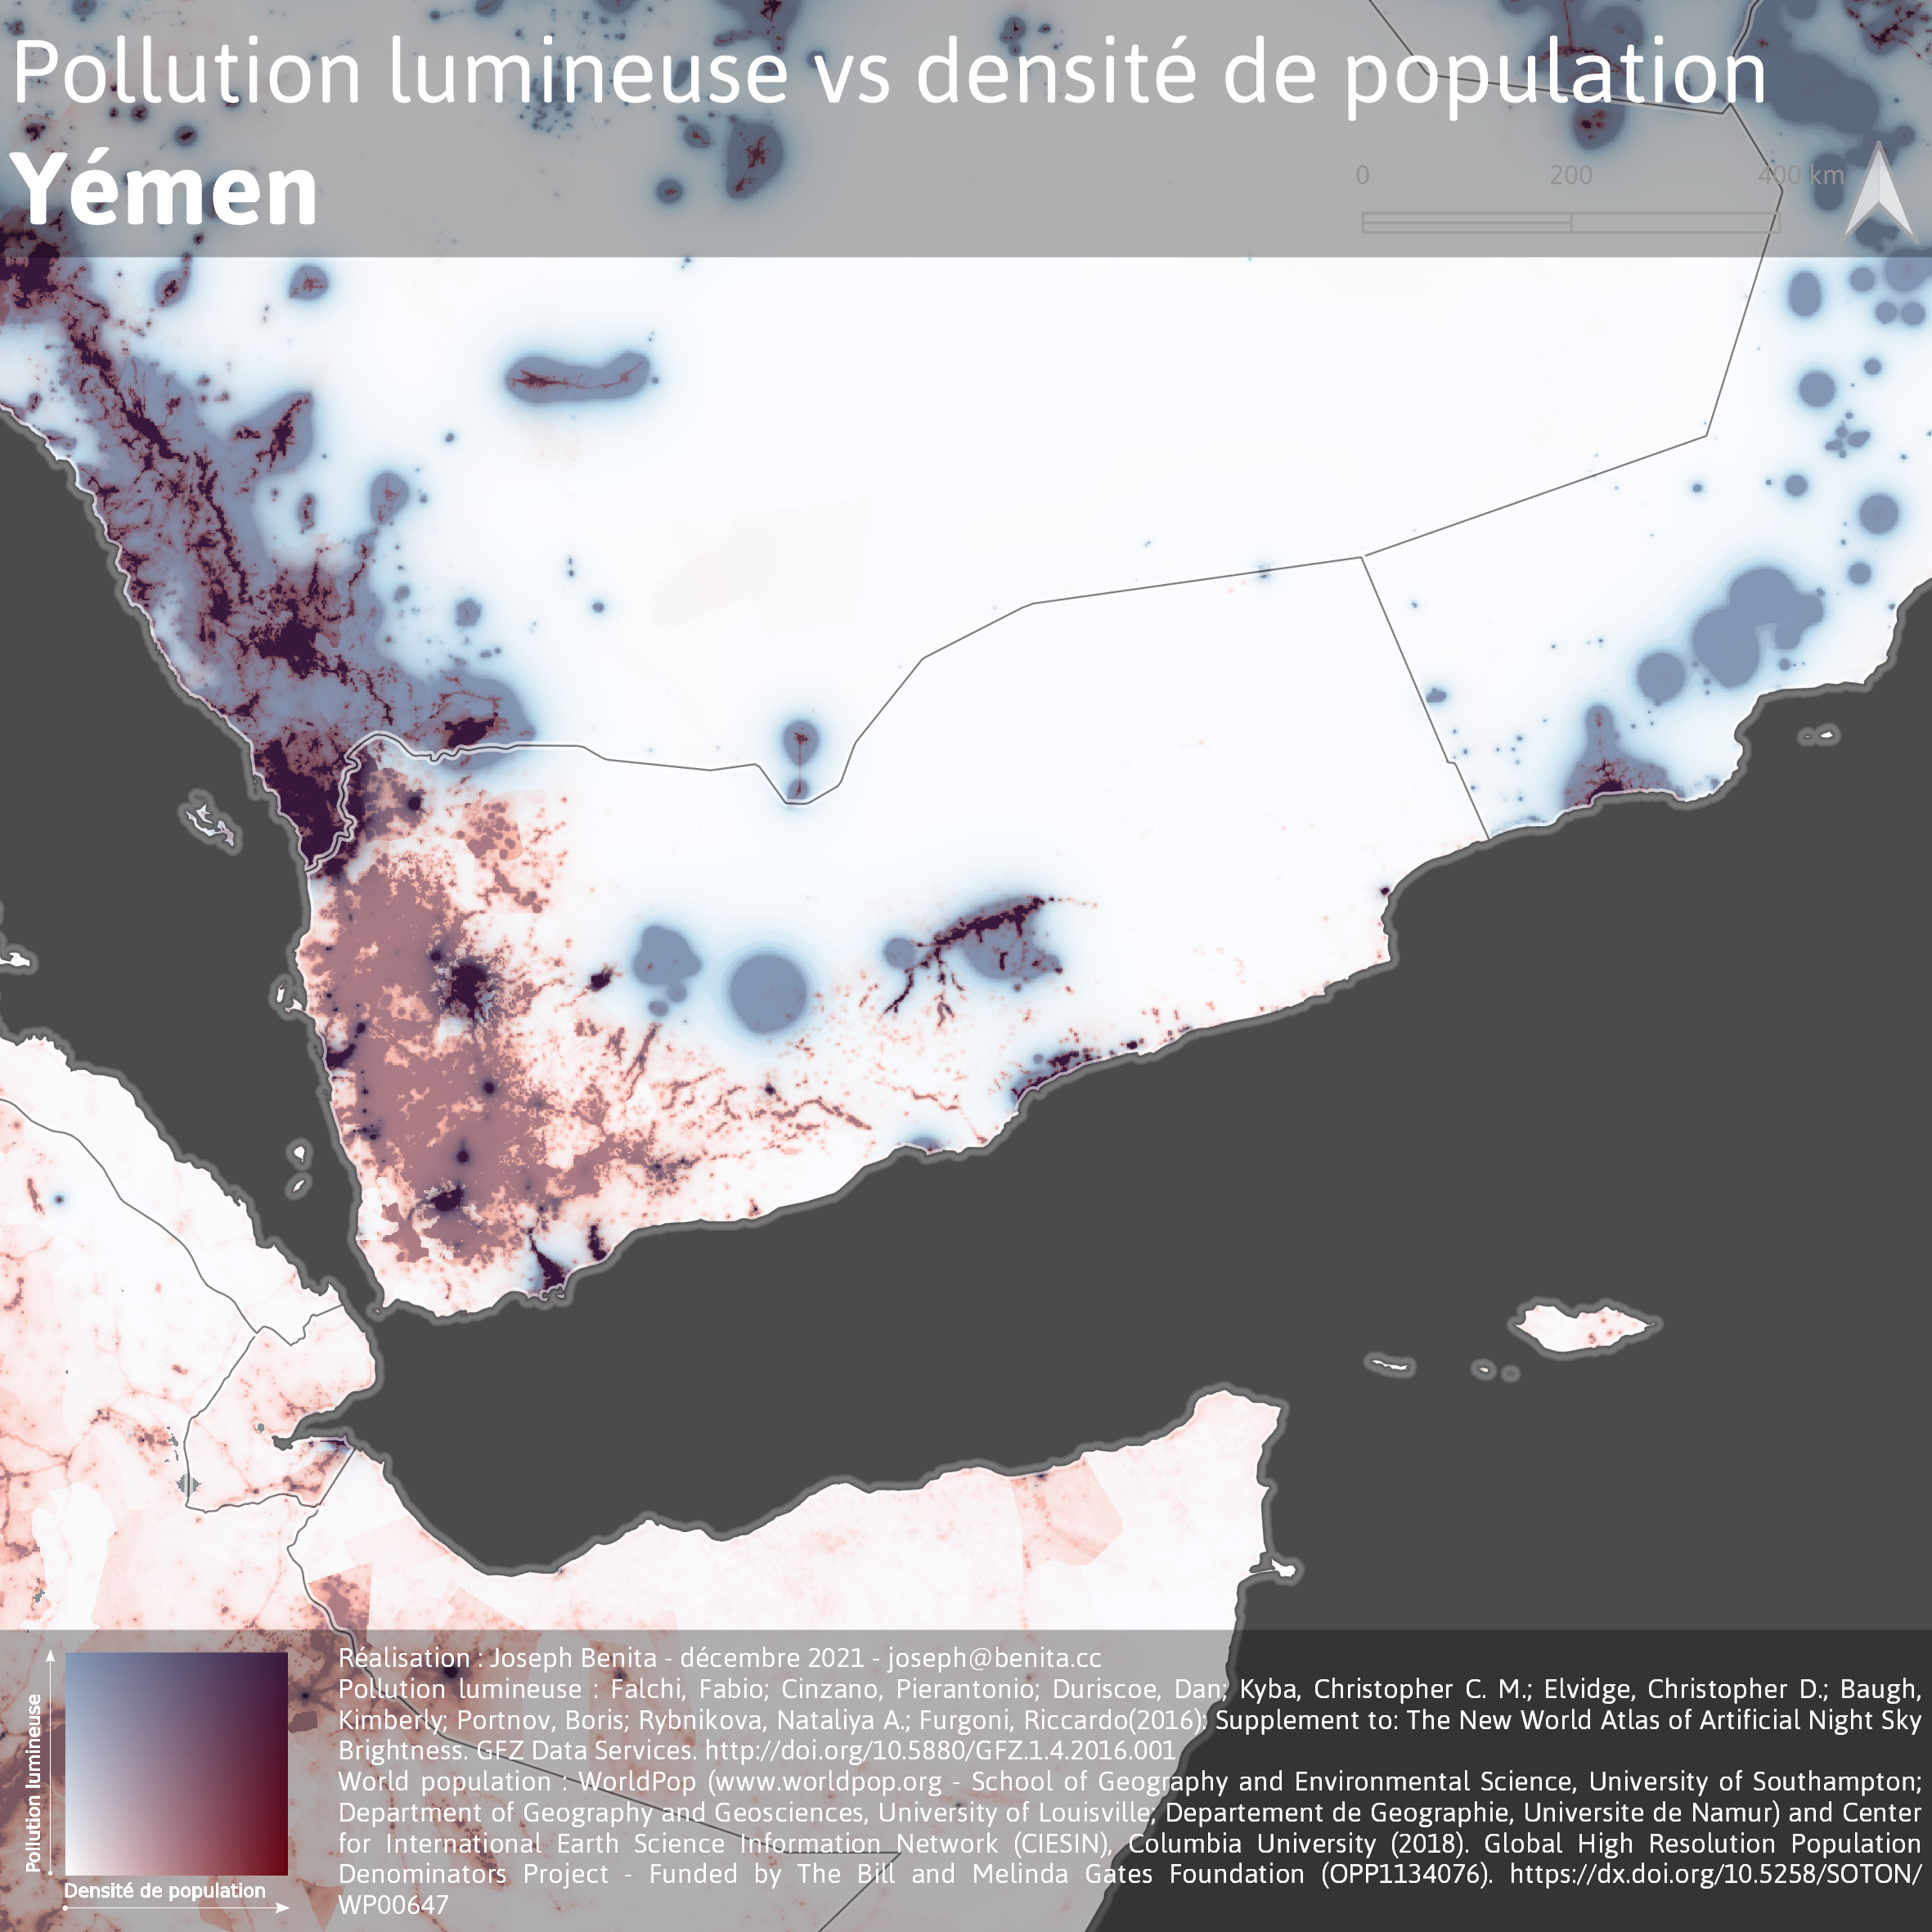 Pollution lumineuse vs densité de population
Yémen
0 200 400 km
Réalisation : Joseph Benita - décembre 2021 - joseph@benita.cc
Pollution lumineuse : Falchi, Fabio; Cinzano, Pierantonio; Duriscoe, Dan; Kyba, Christopher C. M.; Elvidge, Christopher D.; Baugh,
Kimberly; Portnov, Boris; Rybnikova, Nataliya A.; Furgoni, Riccardo(2016): Supplement to: The New World Atlas of Artificial Night Sky
Brightness. GFZ Data Services. http://doi.org/10.5880/GFZ.1.4.2016.001
World population : WorldPop (www.worldpop.org - School of Geography and Environmental Science, University of Southampton;
Department of Geography and Geosciences, University of Louisville; Departement de Geographie, Universite de Namur) and Center
for International Earth Science Information Network (CIESIN), Columbia University (2018). Global High Resolution Population
Denominators Project - Funded by The Bill and Melinda Gates Foundation (OPP1134076). https://dx.doi.org/10.5258/SOTON/
WP00647
Pollution lumineuse
Densité de population